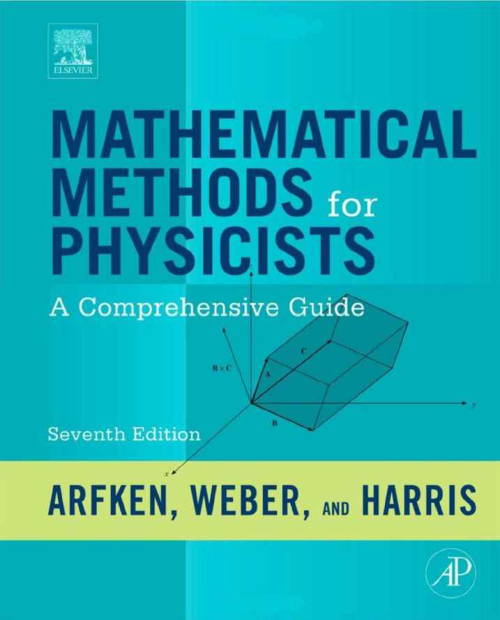 ELSEVIER
MATHEMATICAL
METHODS for
PHYSICISTS
A Comprehensive Guide
C
B×C
A
y
B
Seventh Edition
x
ARFKEN, WEBER, AND HARRIS
AP